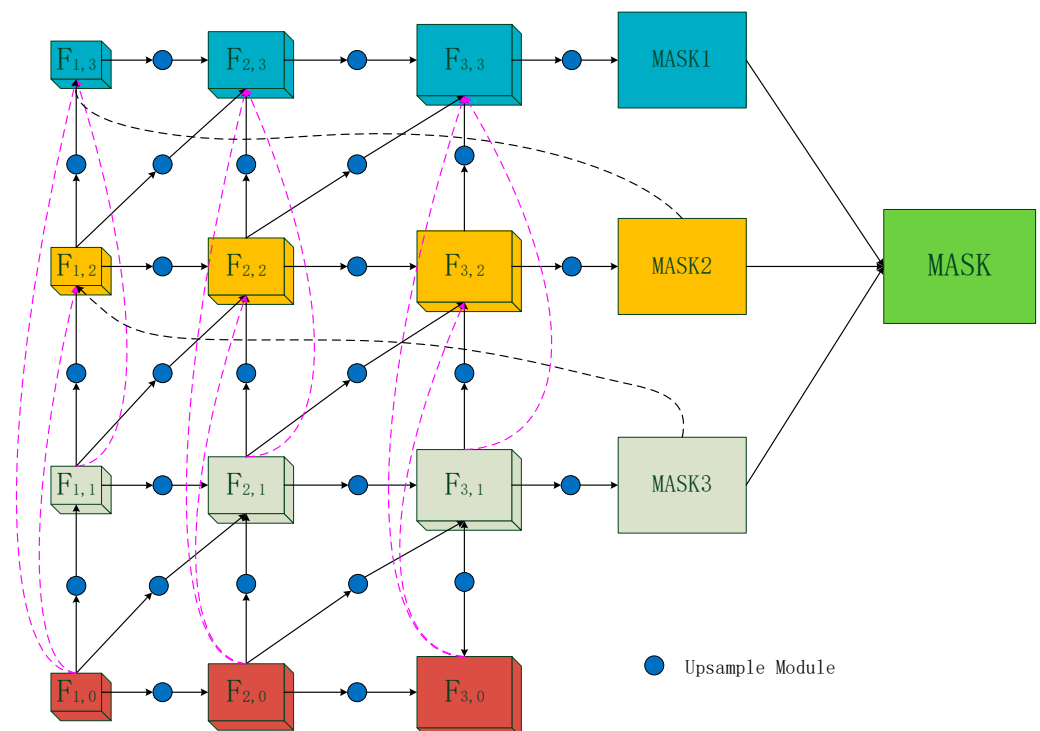 F1,3 F2,3 F3,3 MASK1
F1,2 F2,2 F3,2 MASK2 MASK
F1,1 F2,1 F3,1 MASK3
Upsample Module
F1,0 F2,0 F3,0